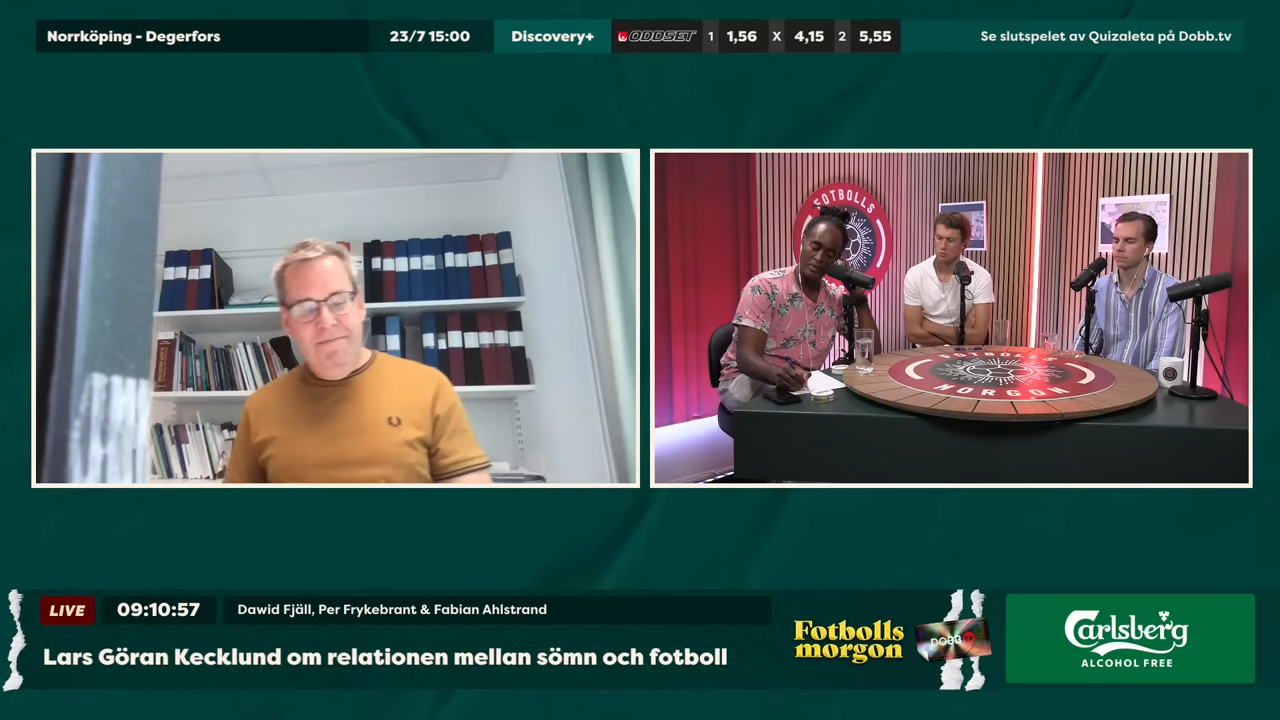 Norrköping - Degerfors
23/7 15:00
Discovery+
ODDSET
1 1,56 X 4,15 2 5,55
Se slutspelet av Quizaleta på Dobb.tv
FOTBOLLS
FOTBOLLS
MORGON
LIVE
09:10:57
Dawid Fjäll, Per Frykebrant & Fabian Ahlstrand
Lars Göran Kecklund om relationen mellan sömn och fotboll
Fotbolls
morgon
DOBB
Carlsberg
ALCOHOL FREE